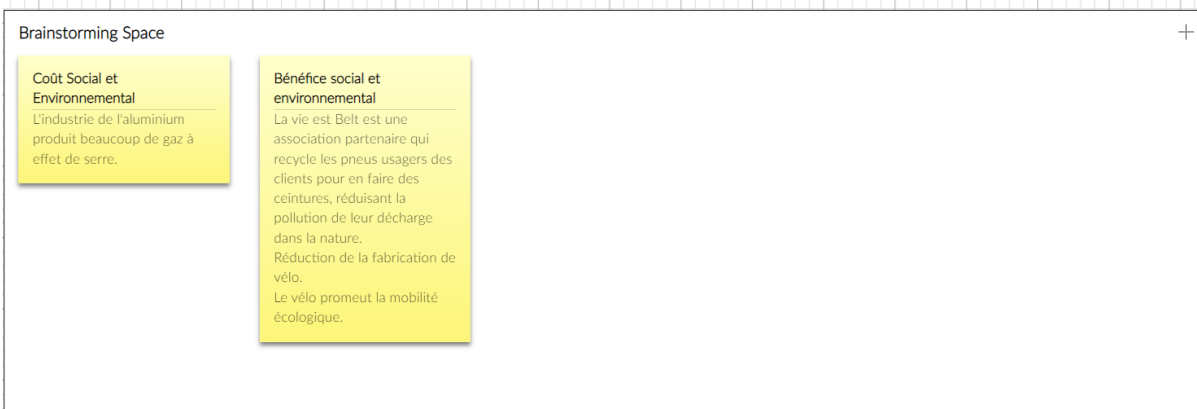 Brainstorming Space
Coût Social et
Environnemental
L'industrie de l'aluminium
produit beaucoup de gaz à
effet de serre.
Bénéfice social et
environnemental
La vie est Belt est une
association partenaire qui
recycle les pneus usagers des
clients pour en faire des
ceintures, réduisant la
pollution de leur décharge
dans la nature.
Réduction de la fabrication de
vélo.
Le vélo promeut la mobilité
écologique.